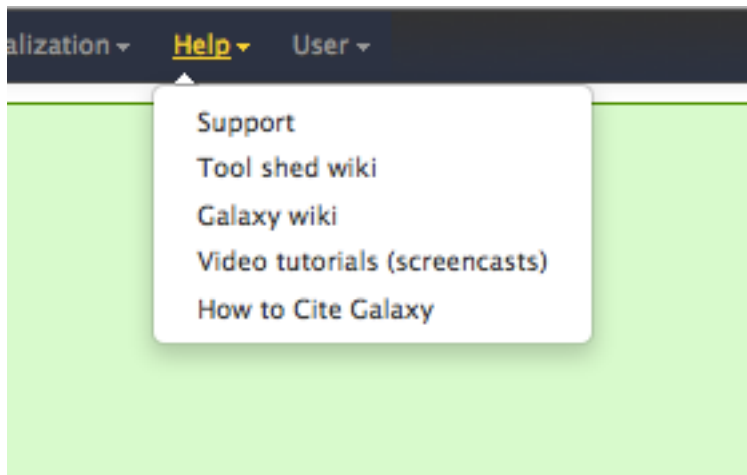 alization Help User
Support
Tool shed wiki
Galaxy wiki
Video tutorials (screencasts)
How to Cite Galaxy